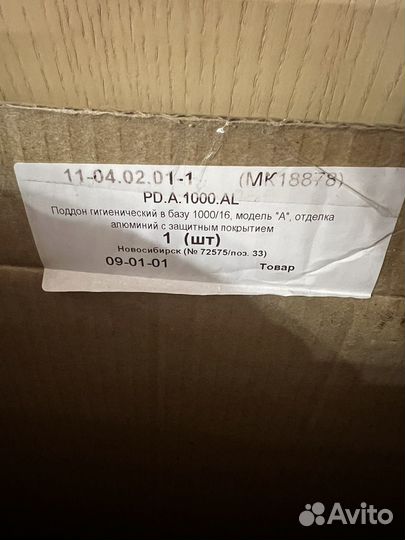 11-04.02.01-1 (МК18878)
PD.A.1000.AL
Поддон гигиенический в базу 1000/16, модель "А", отделка
алюминий с защитным покрытием
1 (шт)
Новосибирск (№ 72575/поз. 33)
09-01-01 Товар
Avito